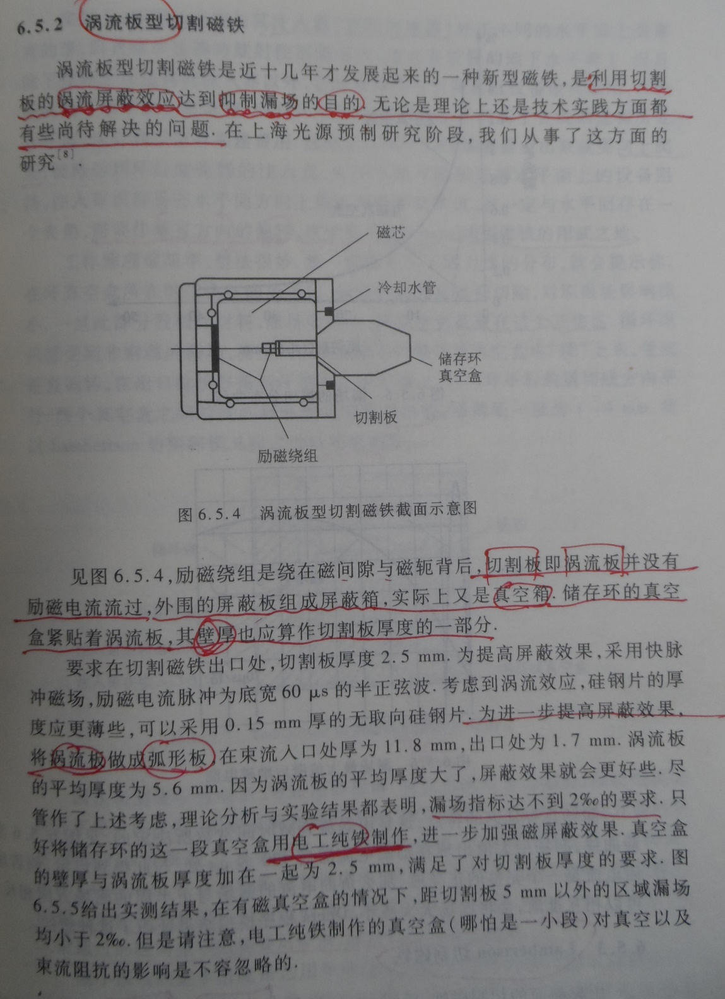 6.5.2 涡流板型切割磁铁
涡流板型切割磁铁是近十几年才发展起来的一种新型磁铁,是利用切割
板的涡流屏蔽效应达到抑制漏场的目的.无论是理论上还是技术实践方面都
有些尚待解决的问题.在上海光源预制研究阶段,我们从事了这方面的
研究[8].
磁芯
冷却水管
储存环
真空盒
切割板
励磁绕组
图 6.5.4 涡流板型切割磁铁截面示意图
见图 6.5.4,励磁绕组是绕在磁间隙与磁轭背后,切割板即涡流板并没有
励磁电流流过,外围的屏蔽板组成屏蔽箱,实际上又是真空箱.储存环的真空
盒紧贴着涡流板,其壁厚也应算作切割板厚度的一部分.
要求在切割磁铁出口处,切割板厚度 2.5 mm.为提高屏蔽效果,采用快脉
冲磁场,励磁电流脉冲为底宽 60 μs 的半正弦波.考虑到涡流效应,硅钢片的厚
度应更薄些,可以采用 0.15 mm 厚的无取向硅钢片.为进一步提高屏蔽效果,
将涡流板做成弧形板,在束流入口处厚为 11.8 mm,出口处为 1.7 mm.涡流板
的平均厚度为 5.6 mm.因为涡流板的平均厚度大了,屏蔽效果就会更好些.尽
管作了上述考虑,理论分析与实验结果都表明,漏场指标达不到 2‰的要求.只
好将储存环的这一段真空盒用电工纯铁制作,进一步加强磁屏蔽效果.真空盒
的壁厚与涡流板厚度加在一起为 2.5 mm,满足了对切割板厚度的要求.图
6.5.5给出实测结果,在有磁真空盒的情况下,距切割板 5 mm 以外的区域漏场
均小于 2‰.但是请注意,电工纯铁制作的真空盒(哪怕是一小段)对真空以及
束流阻抗的影响是不容忽略的.